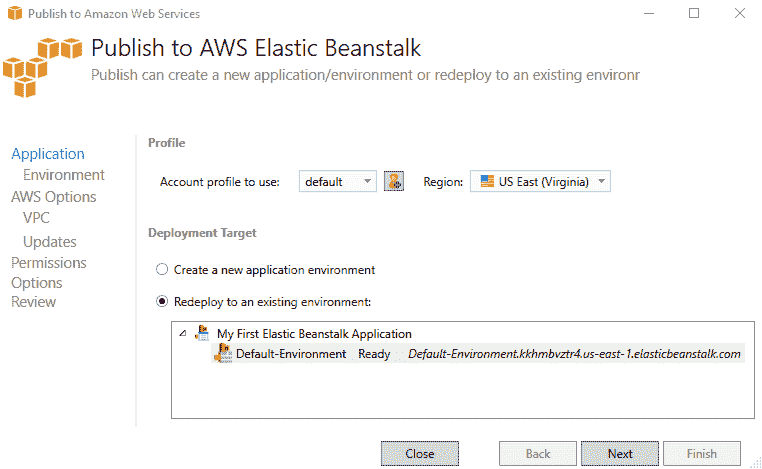 Publish to Amazon Web Services
Publish to AWS Elastic Beanstalk
Publish can create a new application/environment or redeploy to an existing environr
Application
Environment
AWS Options
VPC
Updates
Permissions
Options
Review
Profile
Account profile to use: default Region: US East (Virginia)
Deployment Target
Create a new application environment
Redeploy to an existing environment:
My First Elastic Beanstalk Application
Default-Environment Ready Default-Environment.kkhmbvztr4.us-east-1.elasticbeanstalk.com
Close Back Next Finish